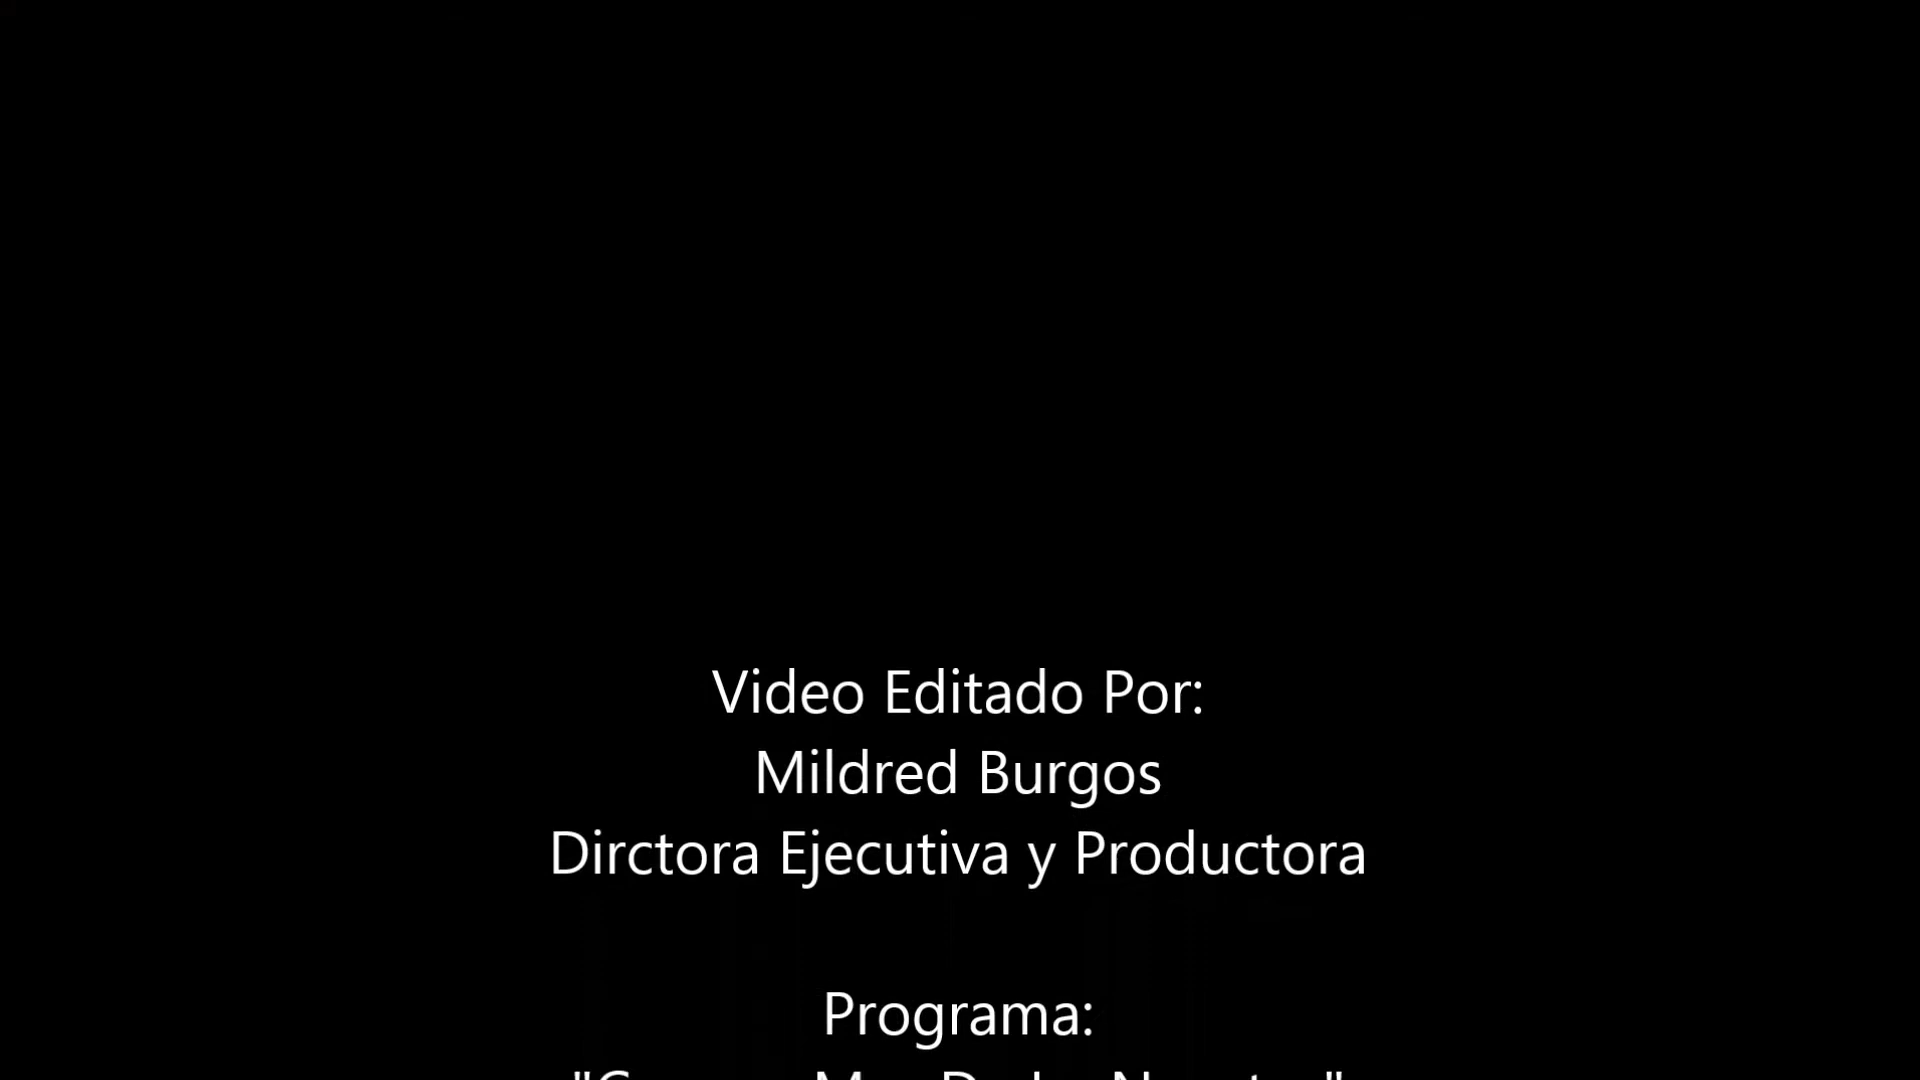 Video Editado Por:
Mildred Burgos
Dirctora Ejecutiva y Productora
Programa: